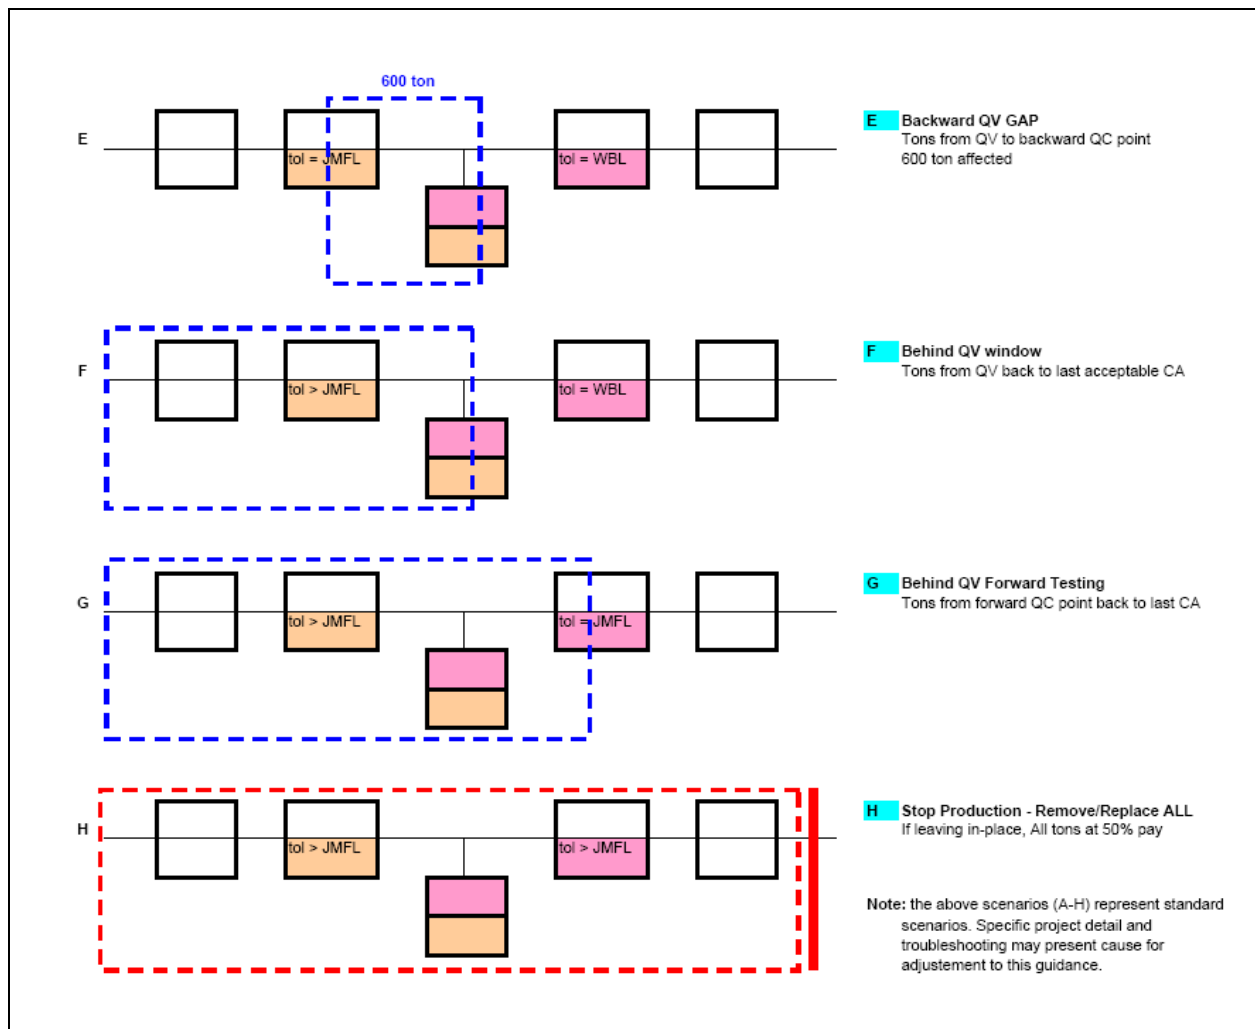 600 ton
E
tol = JMFL
tol = WBL
E Backward QV GAP
Tons from QV to backward QC point
600 ton affected
F
tol > JMFL
tol = WBL
F Behind QV window
Tons from QV back to last acceptable CA
G
tol > JMFL
tol = JMFL
G Behind QV Forward Testing
Tons from forward QC point back to last CA
H
tol > JMFL
tol > JMFL
H Stop Production - Remove/Replace ALL
If leaving in-place, All tons at 50% pay
Note: the above scenarios (A-H) represent standard
scenarios. Specific project detail and
troubleshooting may present cause for
adjustement to this guidance.